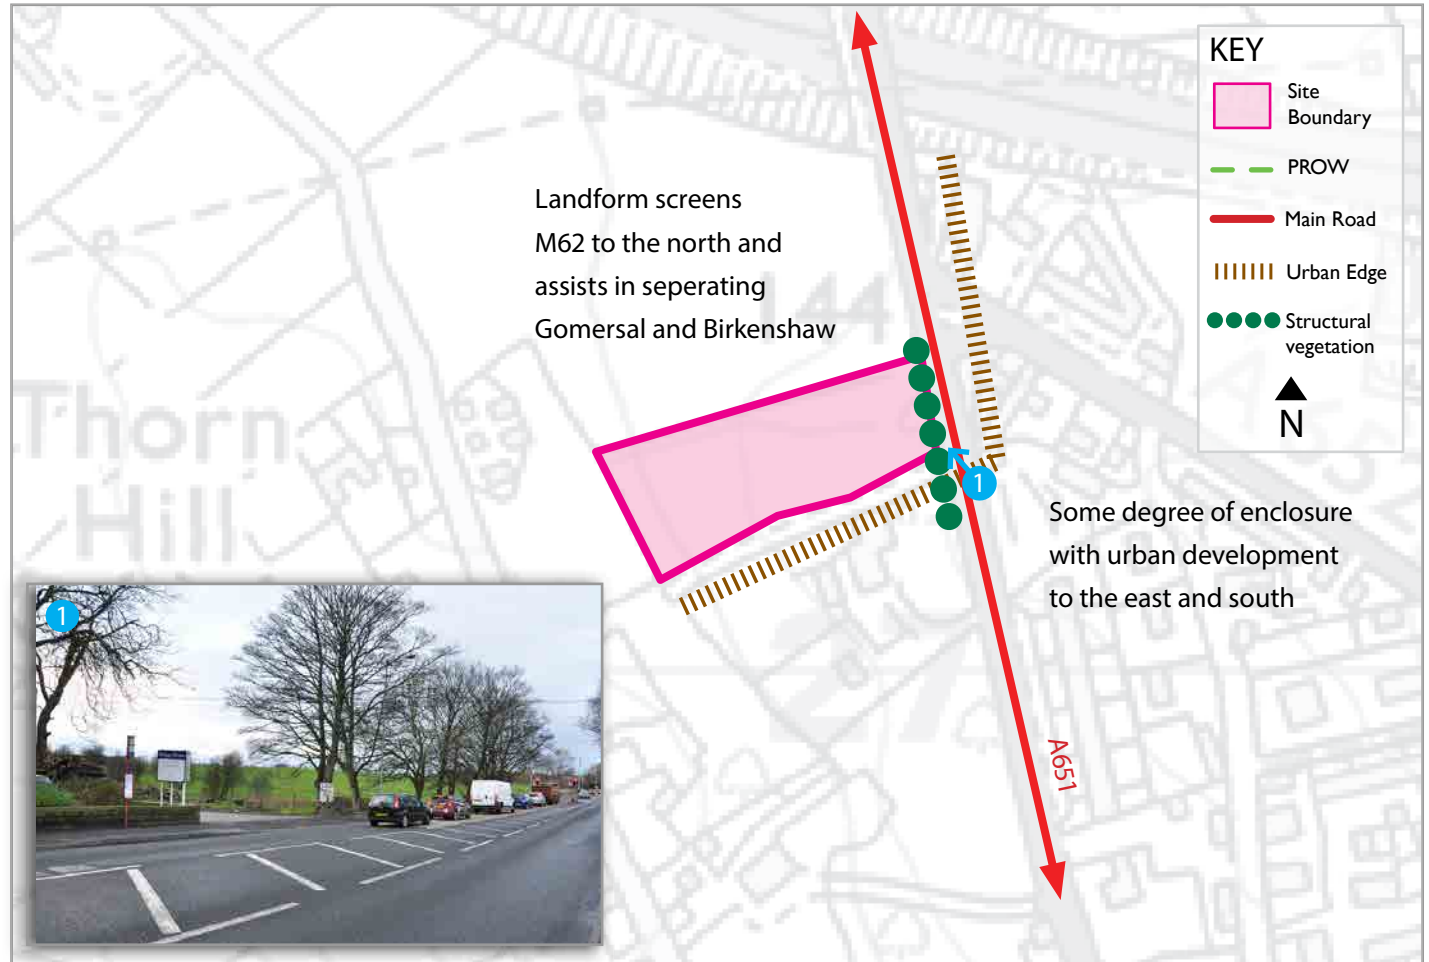 KEY
Site
Boundary
PROW
Main Road
Urban Edge
Structural
vegetation
N
Landform screens
M62 to the north and
assists in seperating
Gomersal and Birkenshaw
144
Thorn
Hill
1
Some degree of enclosure
with urban development
to the east and south
A651
1